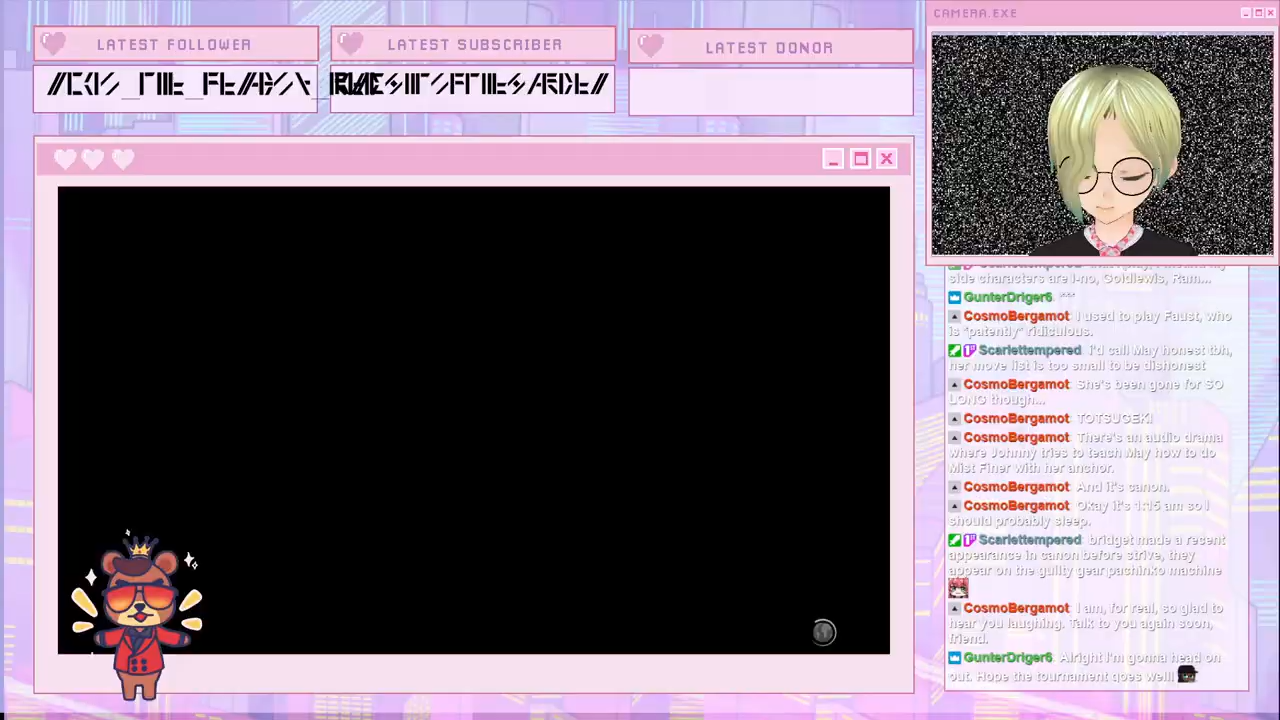 CAMERA.EXE
LATEST FOLLOWER
LATEST SUBSCRIBER
LATEST DONOR
side characters are I-no, Goldlewis, Ram...
GunterDriger6 ^^^
CosmoBergamot I used to play Faust, who
is *patently* ridiculous.
Scarlettempered i'd call May honest tbh,
her move list is too small to be dishonest
CosmoBergamot She's been gone for SO
LONG though...
CosmoBergamot TOTSUGEKI
CosmoBergamot There's an audio drama
where Johnny tries to teach May how to do
Mist Finer with her anchor.
CosmoBergamot And it's canon.
CosmoBergamot Okay it's 1:15 am so I
should probably sleep.
Scarlettempered bridget made a recent
appearance in canon before strive, they
appear on the guilty gear pachinko machine
CosmoBergamot I am, for real, so glad to
hear you laughing. Talk to you again soon,
friend.
GunterDriger6 Alright I'm gonna head on
out. Hope the tournament goes well!